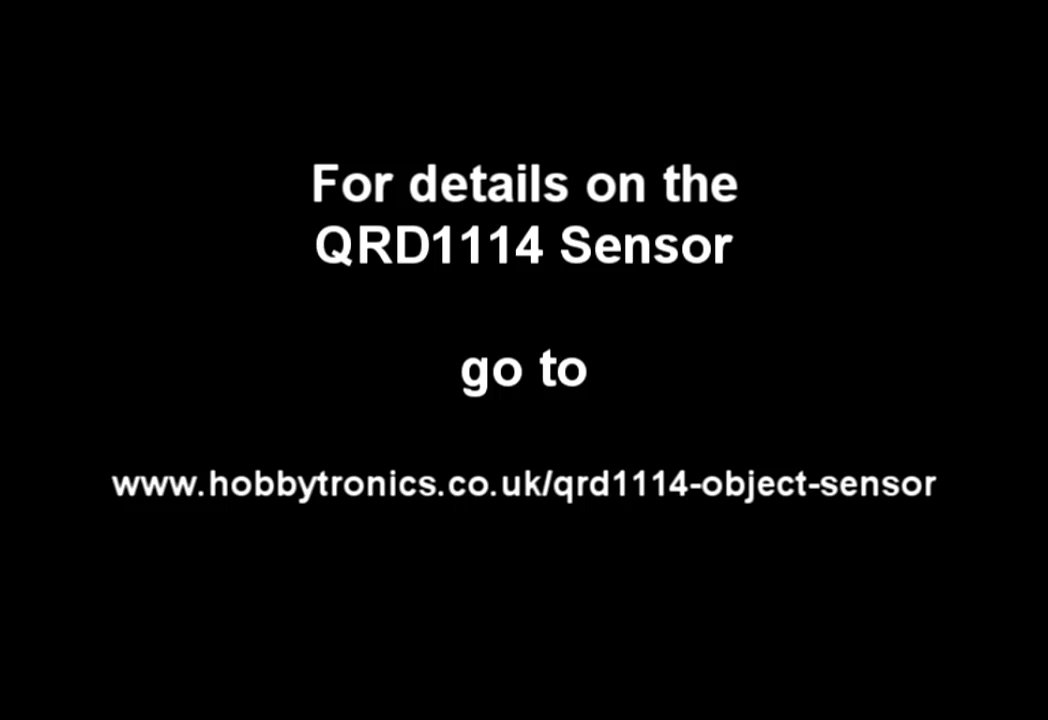 For details on the
QRD1114 Sensor
go to
www.hobbytronics.co.uk/qrd1114-object-sensor